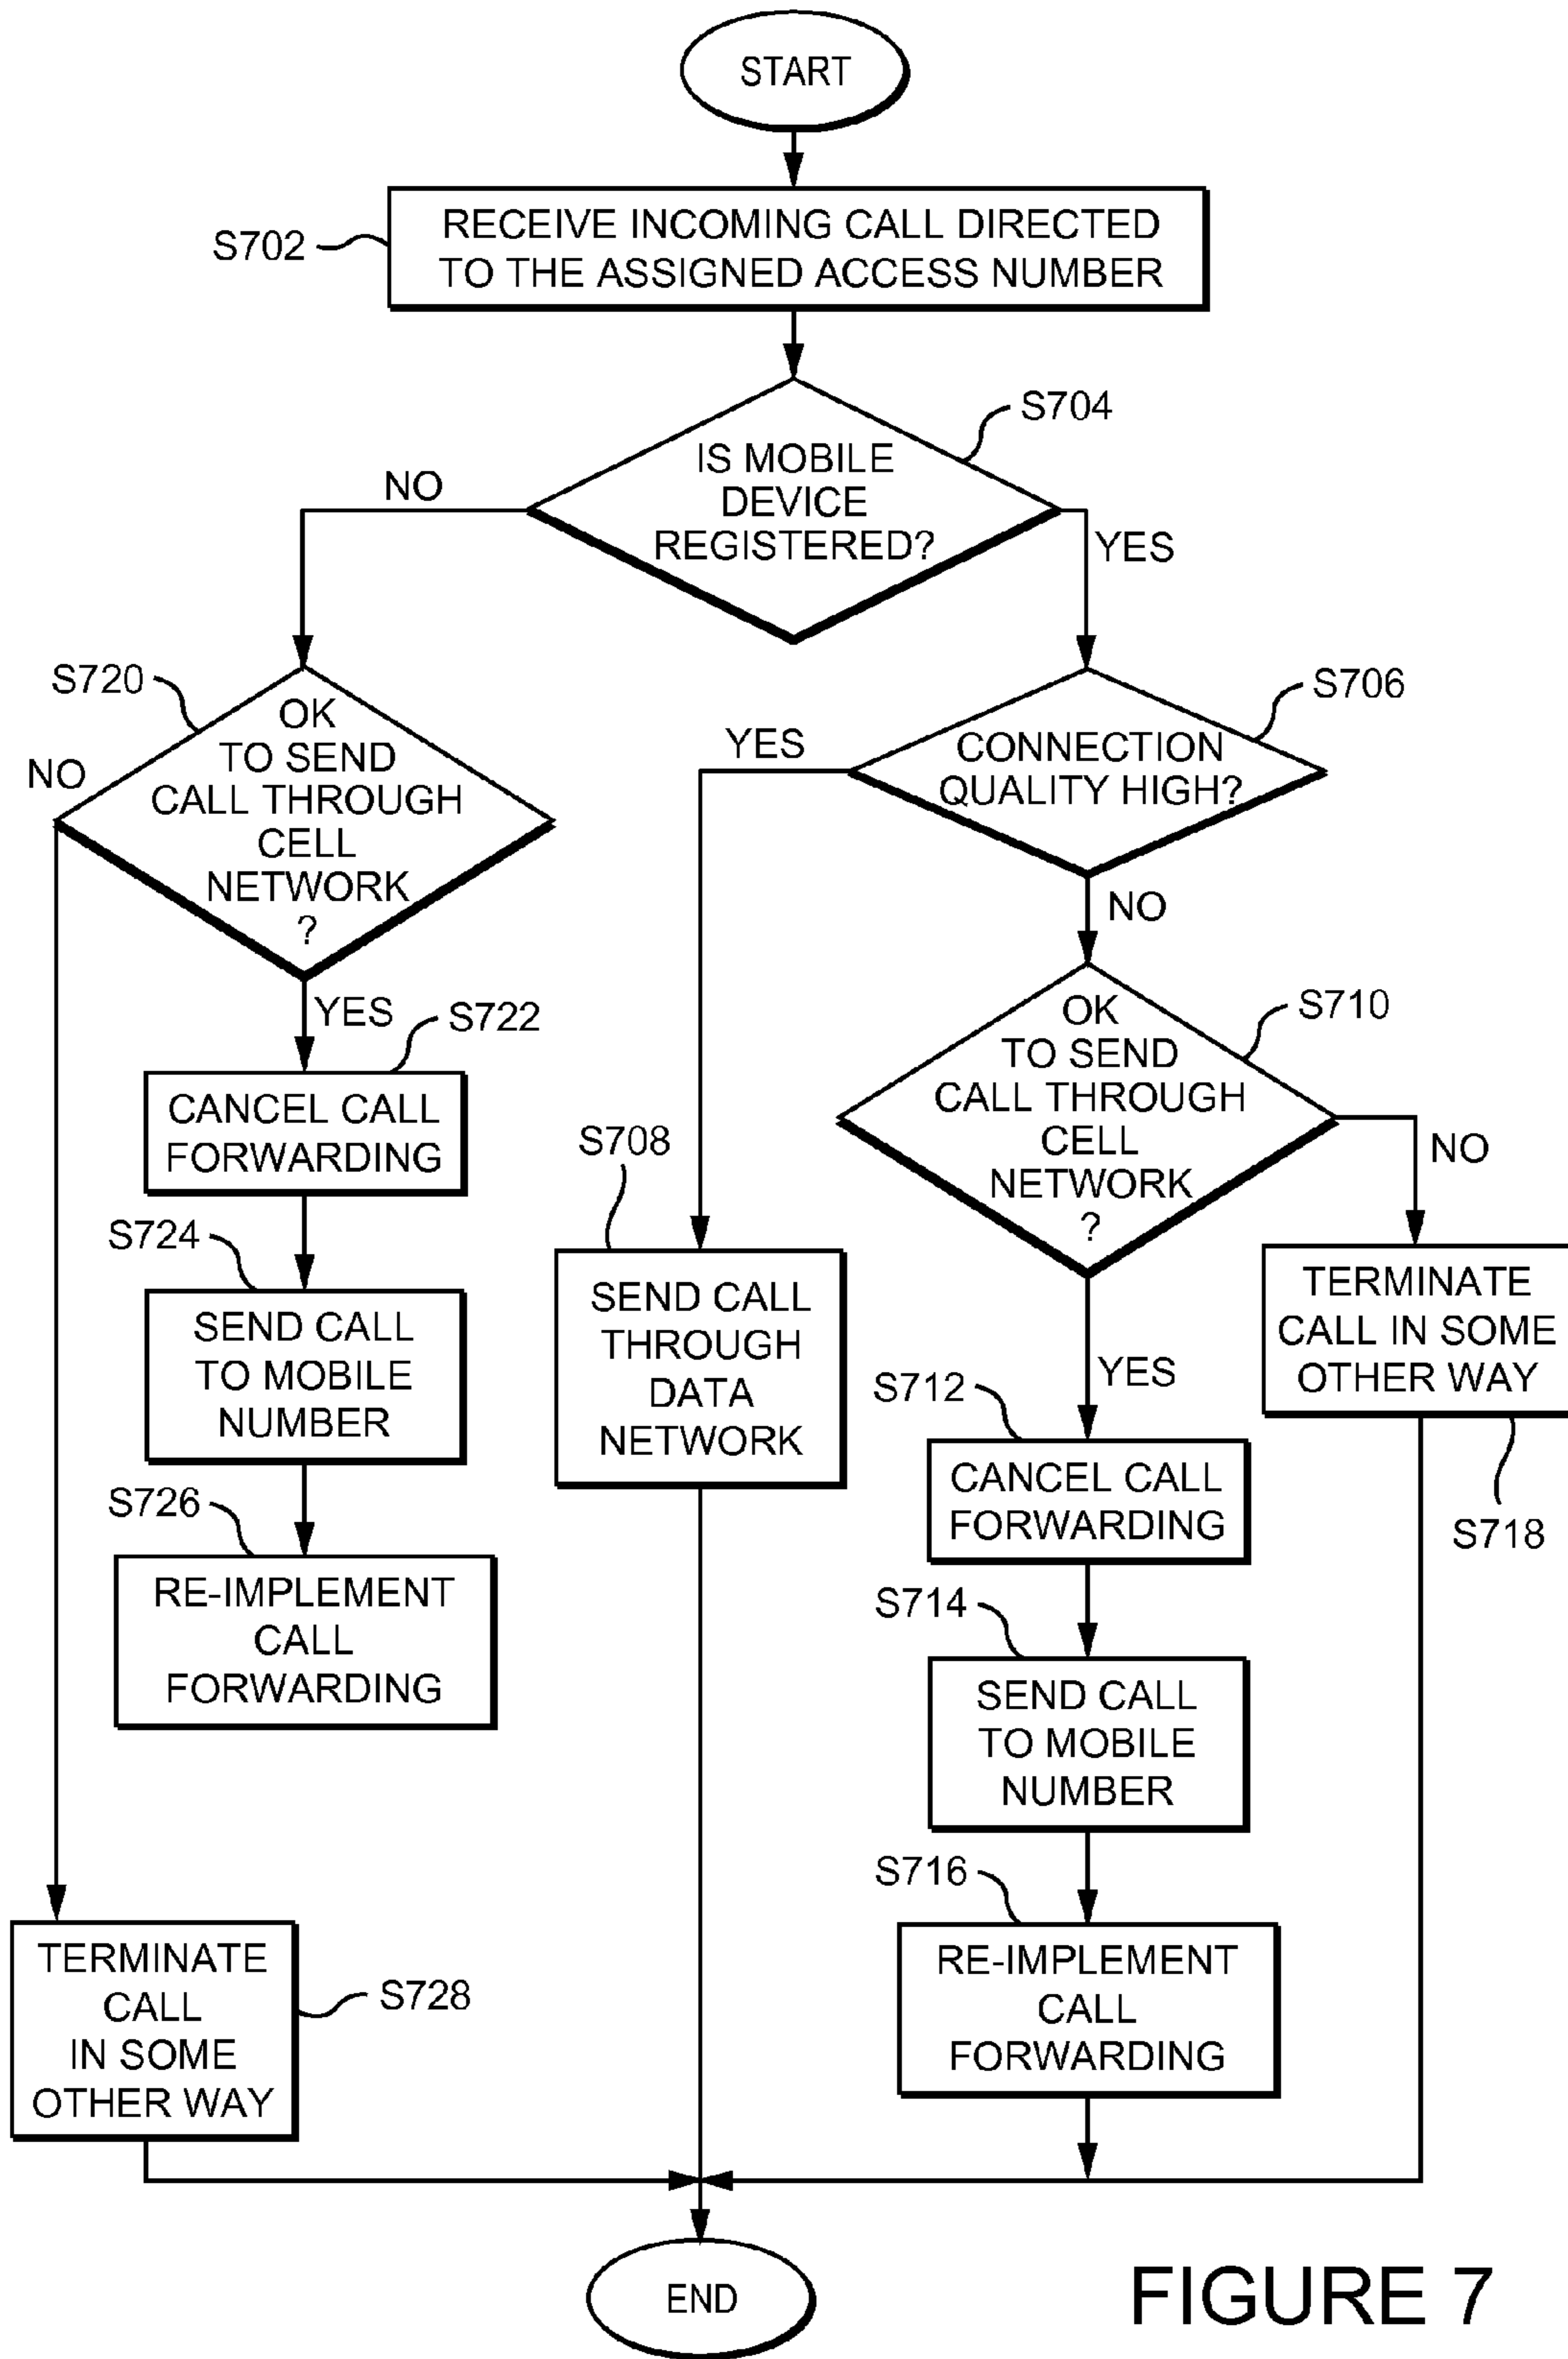 START
S702
RECEIVE INCOMING CALL DIRECTED
TO THE ASSIGNED ACCESS NUMBER
S704
IS MOBILE
DEVICE
REGISTERED?
NO
YES
S720
OK
TO SEND
CALL THROUGH
CELL
NETWORK
?
NO
YES
S706
CONNECTION
QUALITY HIGH?
YES
NO
S710
OK
TO SEND
CALL THROUGH
CELL
NETWORK
?
NO
YES
S722
CANCEL CALL
FORWARDING
S724
SEND CALL
TO MOBILE
NUMBER
S726
RE-IMPLEMENT
CALL
FORWARDING
S708
SEND CALL
THROUGH
DATA
NETWORK
TERMINATE
CALL IN SOME
OTHER WAY
S718
S712
CANCEL CALL
FORWARDING
S714
SEND CALL
TO MOBILE
NUMBER
S716
RE-IMPLEMENT
CALL
FORWARDING
TERMINATE
CALL
IN SOME
OTHER WAY
S728
END
FIGURE 7